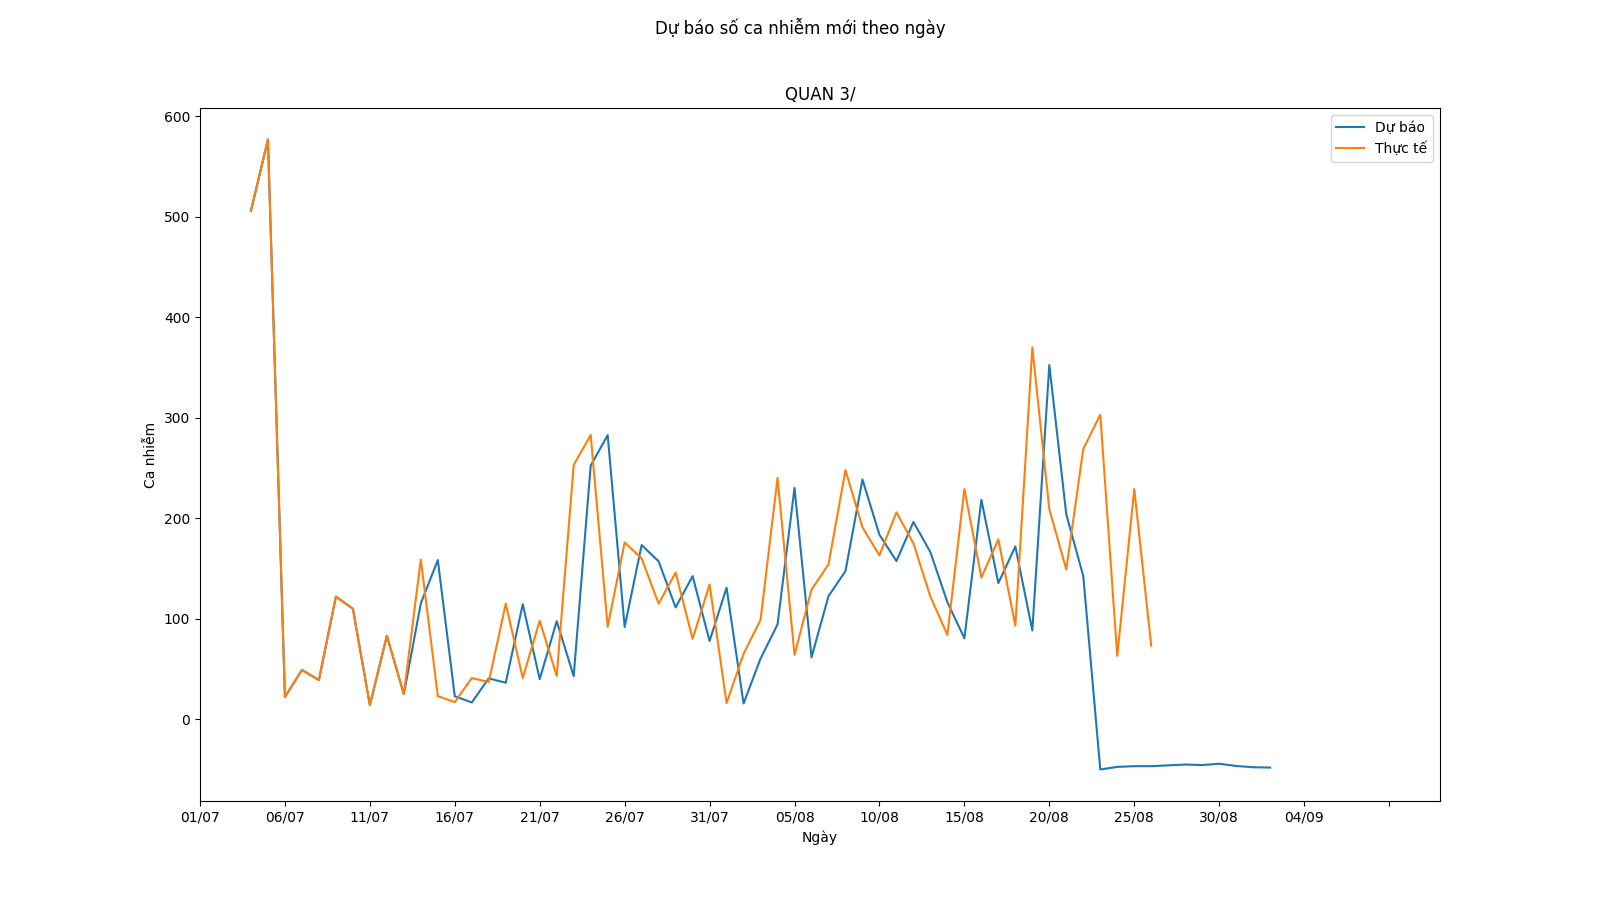 Dự báo số ca nhiễm mới theo ngày
QUAN 3/
Dự báo
Thực tế
Ca nhiễm
600
500
400
300
200
100
0
01/07 06/07 11/07 16/07 21/07 26/07 31/07 05/08 10/08 15/08 20/08 25/08 30/08 04/09
Ngày